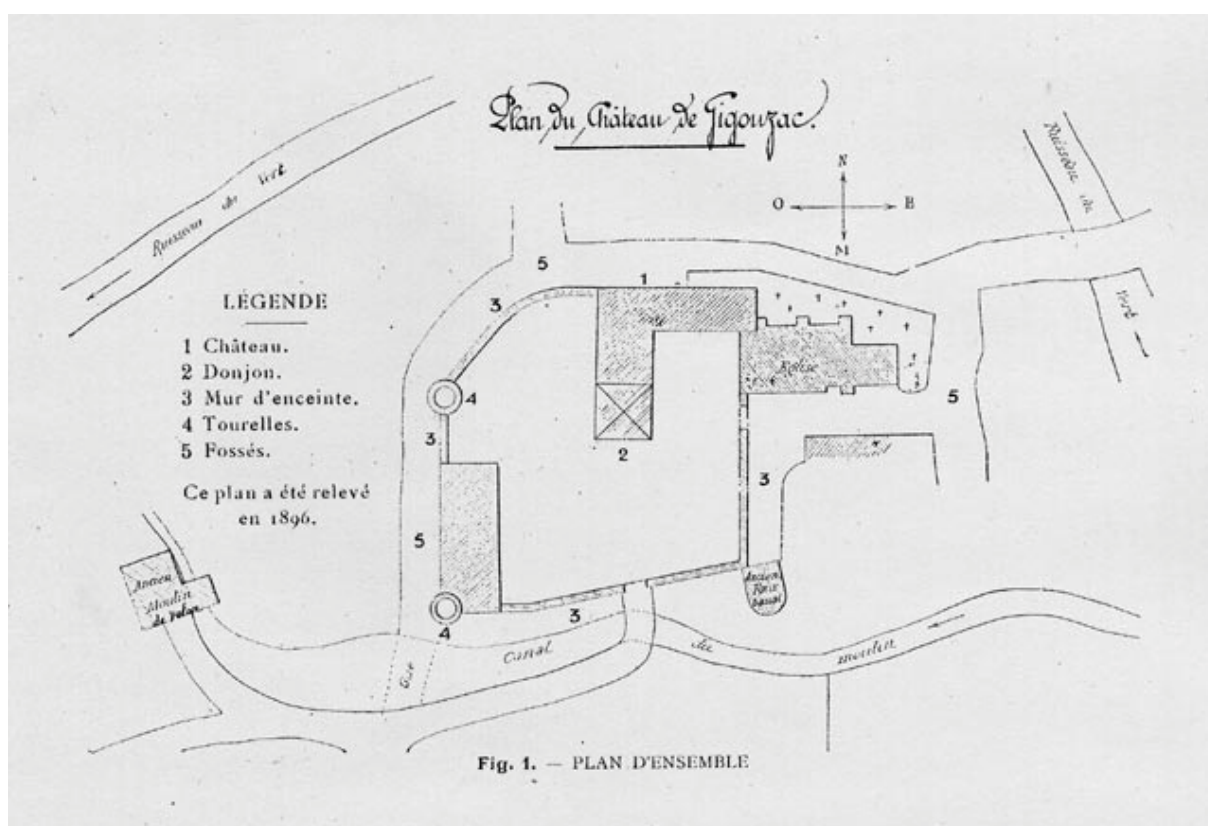 Plan du Château de Gigouzac.
N
O E
M
Ruisseau du Vert
Ruisseau du
Vert
LÉGENDE
1 Château.
2 Donjon.
3 Mur d'enceinte.
4 Tourelles.
5 Fossés.
Ce plan a été relevé
en 1896.
5
1
3
4
Eglise
5
2
3
3
5
Ancien
Moulin
Ancien
4
3
Gué
Canal du moulin
Fig. 1. — PLAN D'ENSEMBLE